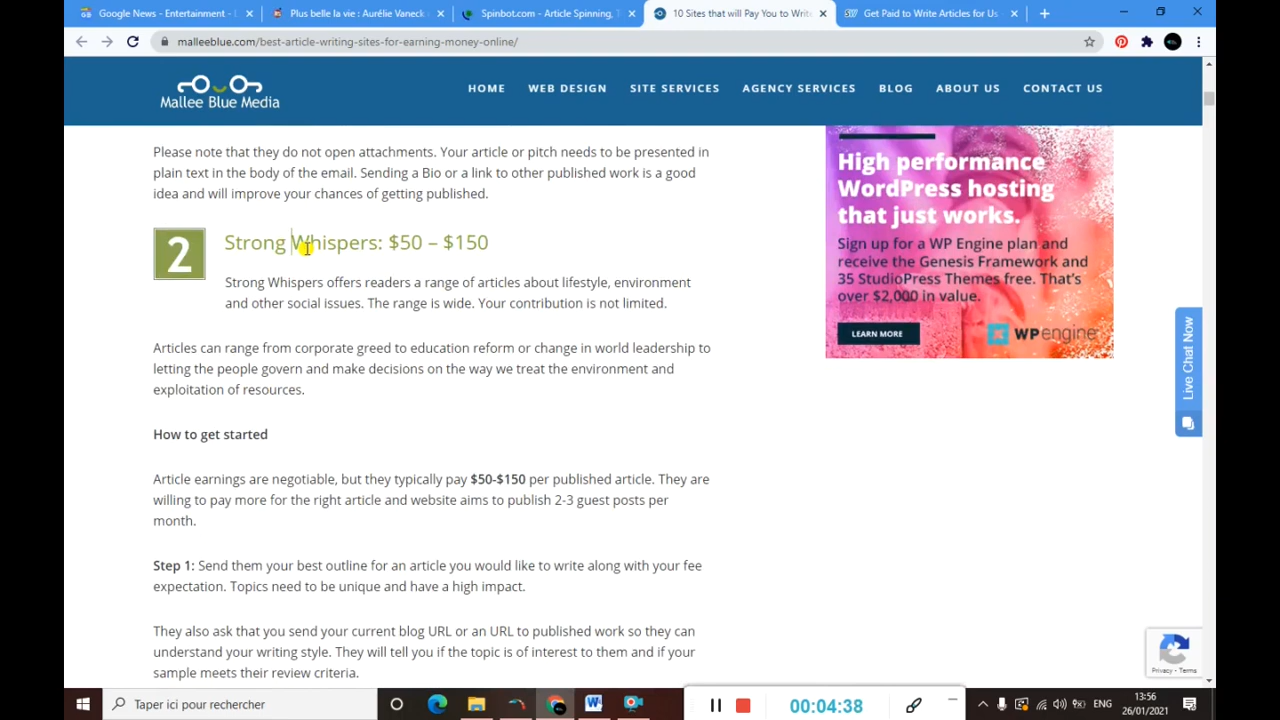 Google News - Entertainment - L
Plus belle la vie : Aurélie Vaneck
Spinbot.com - Article Spinning, T
10 Sites that will Pay You to Write
Get Paid to Write Articles for Us
malleeblue.com/best-article-writing-sites-for-earning-money-online/
Mallee Blue Media
HOME WEB DESIGN SITE SERVICES AGENCY SERVICES BLOG ABOUT US CONTACT US
Please note that they do not open attachments. Your article or pitch needs to be presented in
plain text in the body of the email. Sending a Bio or a link to other published work is a good
idea and will improve your chances of getting published.
2
Strong Whispers: $50 – $150
Strong Whispers offers readers a range of articles about lifestyle, environment
and other social issues. The range is wide. Your contribution is not limited.
Articles can range from corporate greed to education reform or change in world leadership to
letting the people govern and make decisions on the way we treat the environment and
exploitation of resources.
How to get started
Article earnings are negotiable, but they typically pay $50-$150 per published article. They are
willing to pay more for the right article and website aims to publish 2-3 guest posts per
month.
Step 1: Send them your best outline for an article you would like to write along with your fee
expectation. Topics need to be unique and have a high impact.
They also ask that you send your current blog URL or an URL to published work so they can
understand your writing style. They will tell you if the topic is of interest to them and if your
sample meets their review criteria.
High performance
WordPress hosting
that just works.
Sign up for a WP Engine plan and
receive the Genesis Framework and
35 StudioPress Themes free. That's
over $2,000 in value.
LEARN MORE
WP engine
Live Chat Now
Privacy - Terms
Taper ici pour rechercher
00:04:38
ENG
13:56
26/01/2021